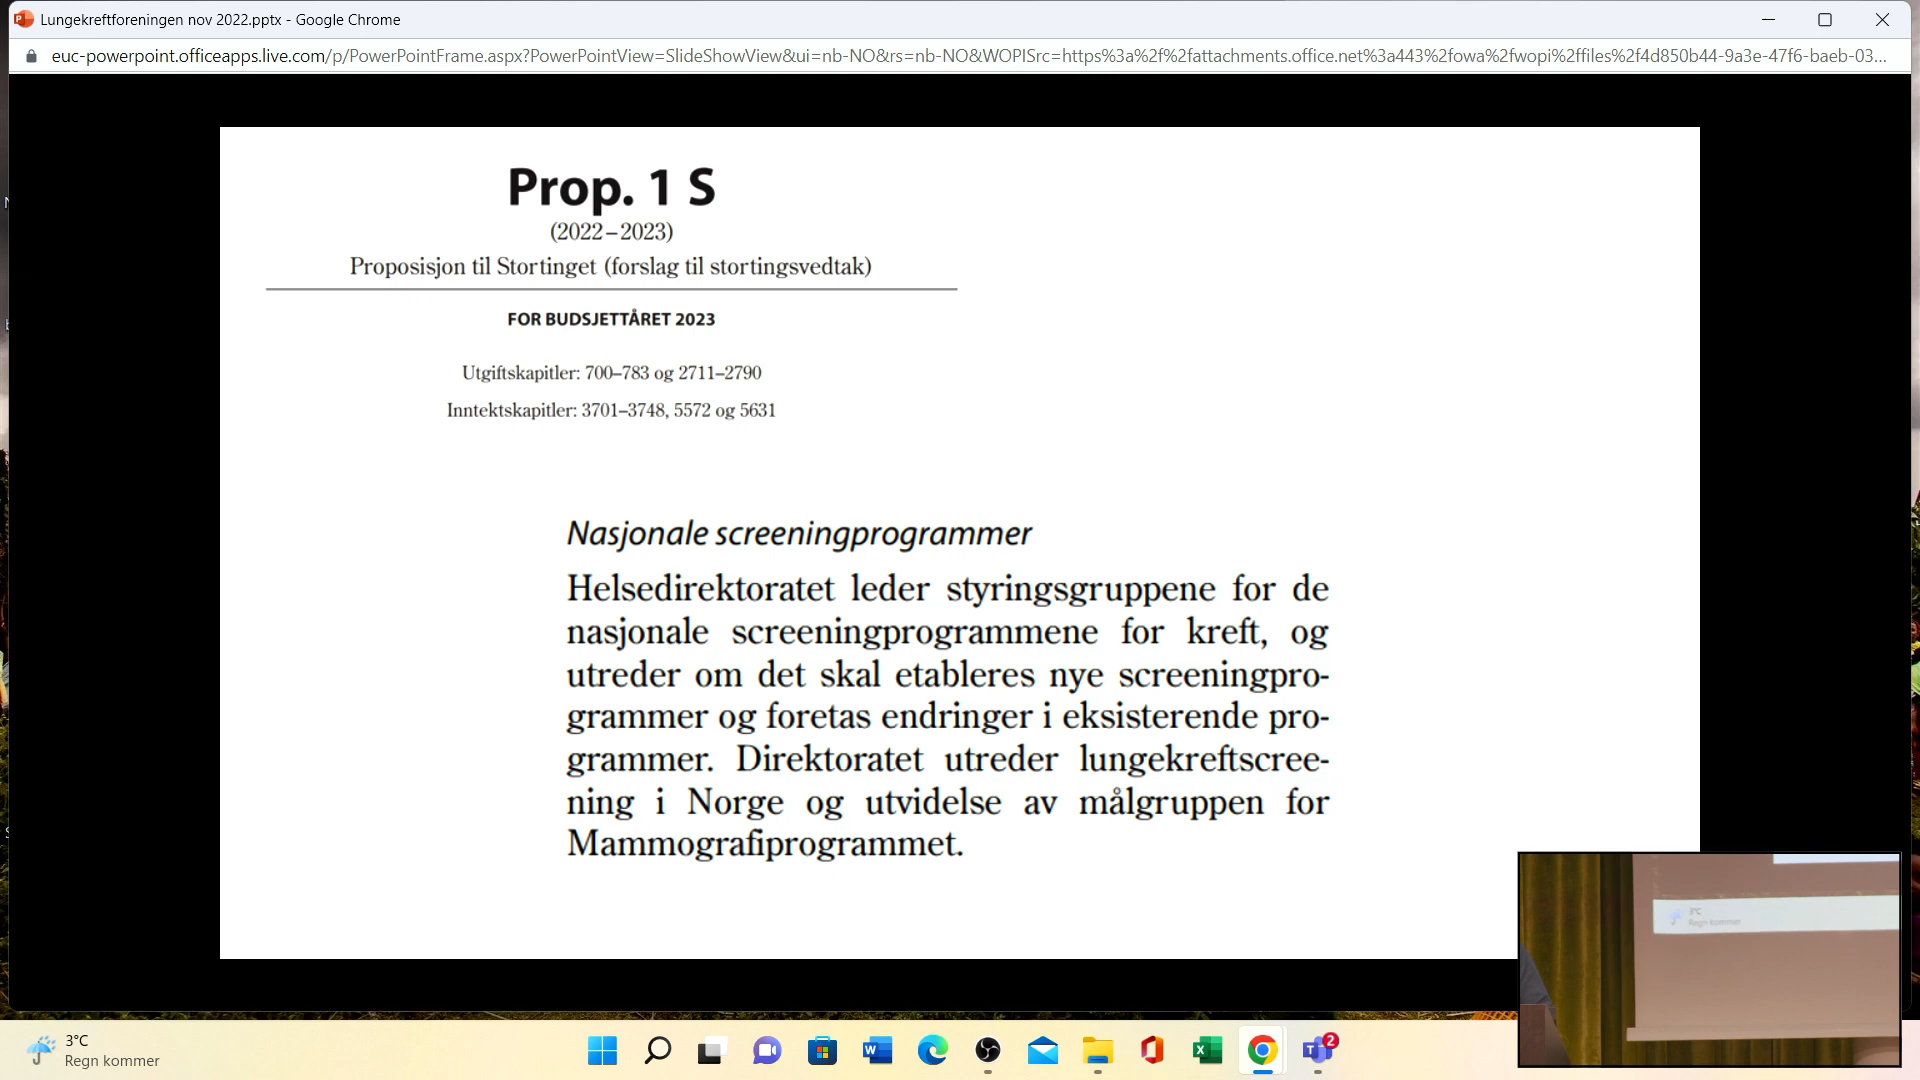 Lungekreftforeningen nov 2022.pptx - Google Chrome
euc-powerpoint.officeapps.live.com/p/PowerPointFrame.aspx?PowerPointView=SlideShowView&ui=nb-NO&rs=nb-NO&WOPISrc=https%3a%2f%2fattachments.office.net%3a443%2fowa%2fwopi%2ffiles%2f4d850b44-9a3e-47f6-baeb-03...
Prop. 1 S
(2022–2023)
Proposisjon til Stortinget (forslag til stortingsvedtak)
FOR BUDSJETTÅRET 2023
Utgiftskapitler: 700–783 og 2711–2790
Inntektskapitler: 3701–3748, 5572 og 5631
Nasjonale screeningprogrammer
Helsedirektoratet leder styringsgruppene for de
nasjonale screeningprogrammene for kreft, og
utreder om det skal etableres nye screeningpro-
grammer og foretas endringer i eksisterende pro-
grammer. Direktoratet utreder lungekreftscree-
ning i Norge og utvidelse av målgruppen for
Mammografiprogrammet.
3°C
Regn kommer
3°C
Regn kommer
2